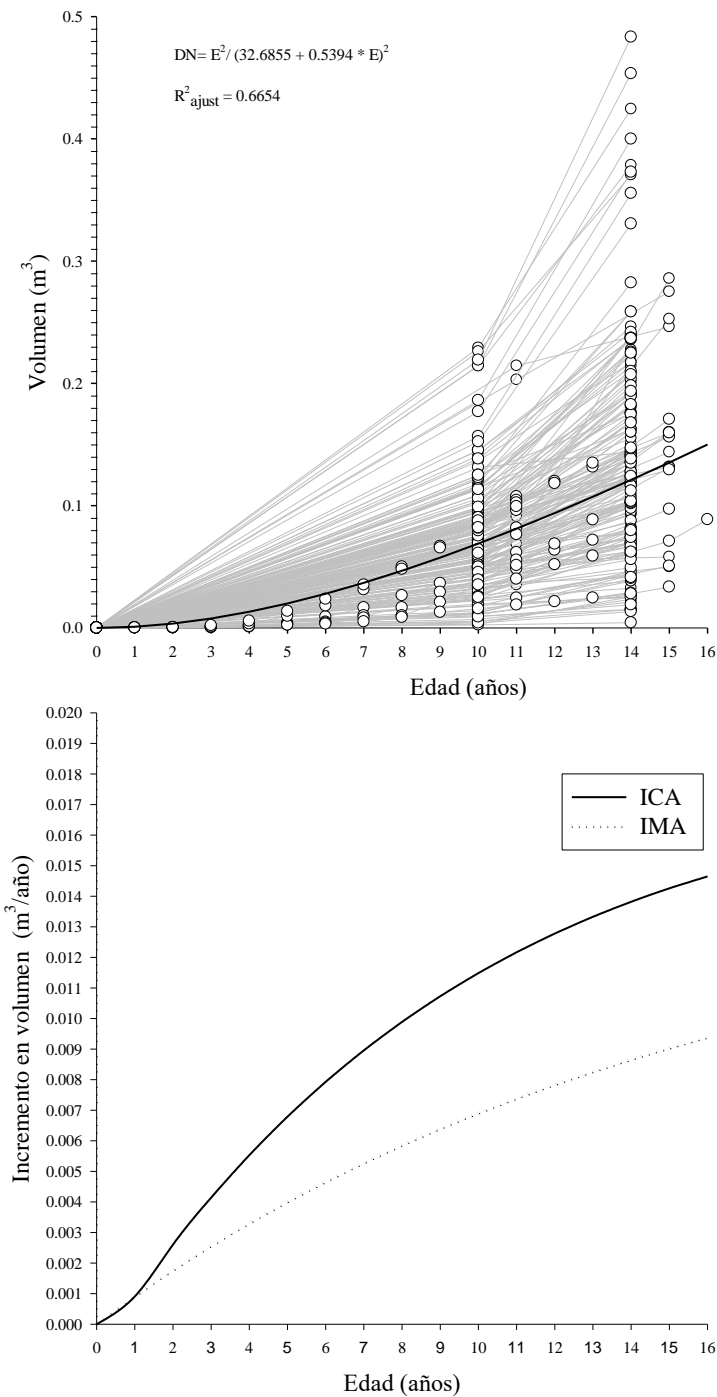 0.5
DN= E²/ (32.6855 + 0.5394 * E)²
R²ajust = 0.6654
0.4
0.3
Volumen (m³)
0.2
0.1
0.0
0 1 2 3 4 5 6 7 8 9 10 11 12 13 14 15 16
Edad (años)
0.020
0.019
0.018
0.017
ICA
0.016
IMA
0.015
0.014
0.013
0.012
0.011
0.010
0.009
0.008
0.007
0.006
0.005
0.004
0.003
0.002
0.001
0.000
Incremento en volumen (m³/año)
0 1 2 3 4 5 6 7 8 9 10 11 12 13 14 15 16
Edad (años)